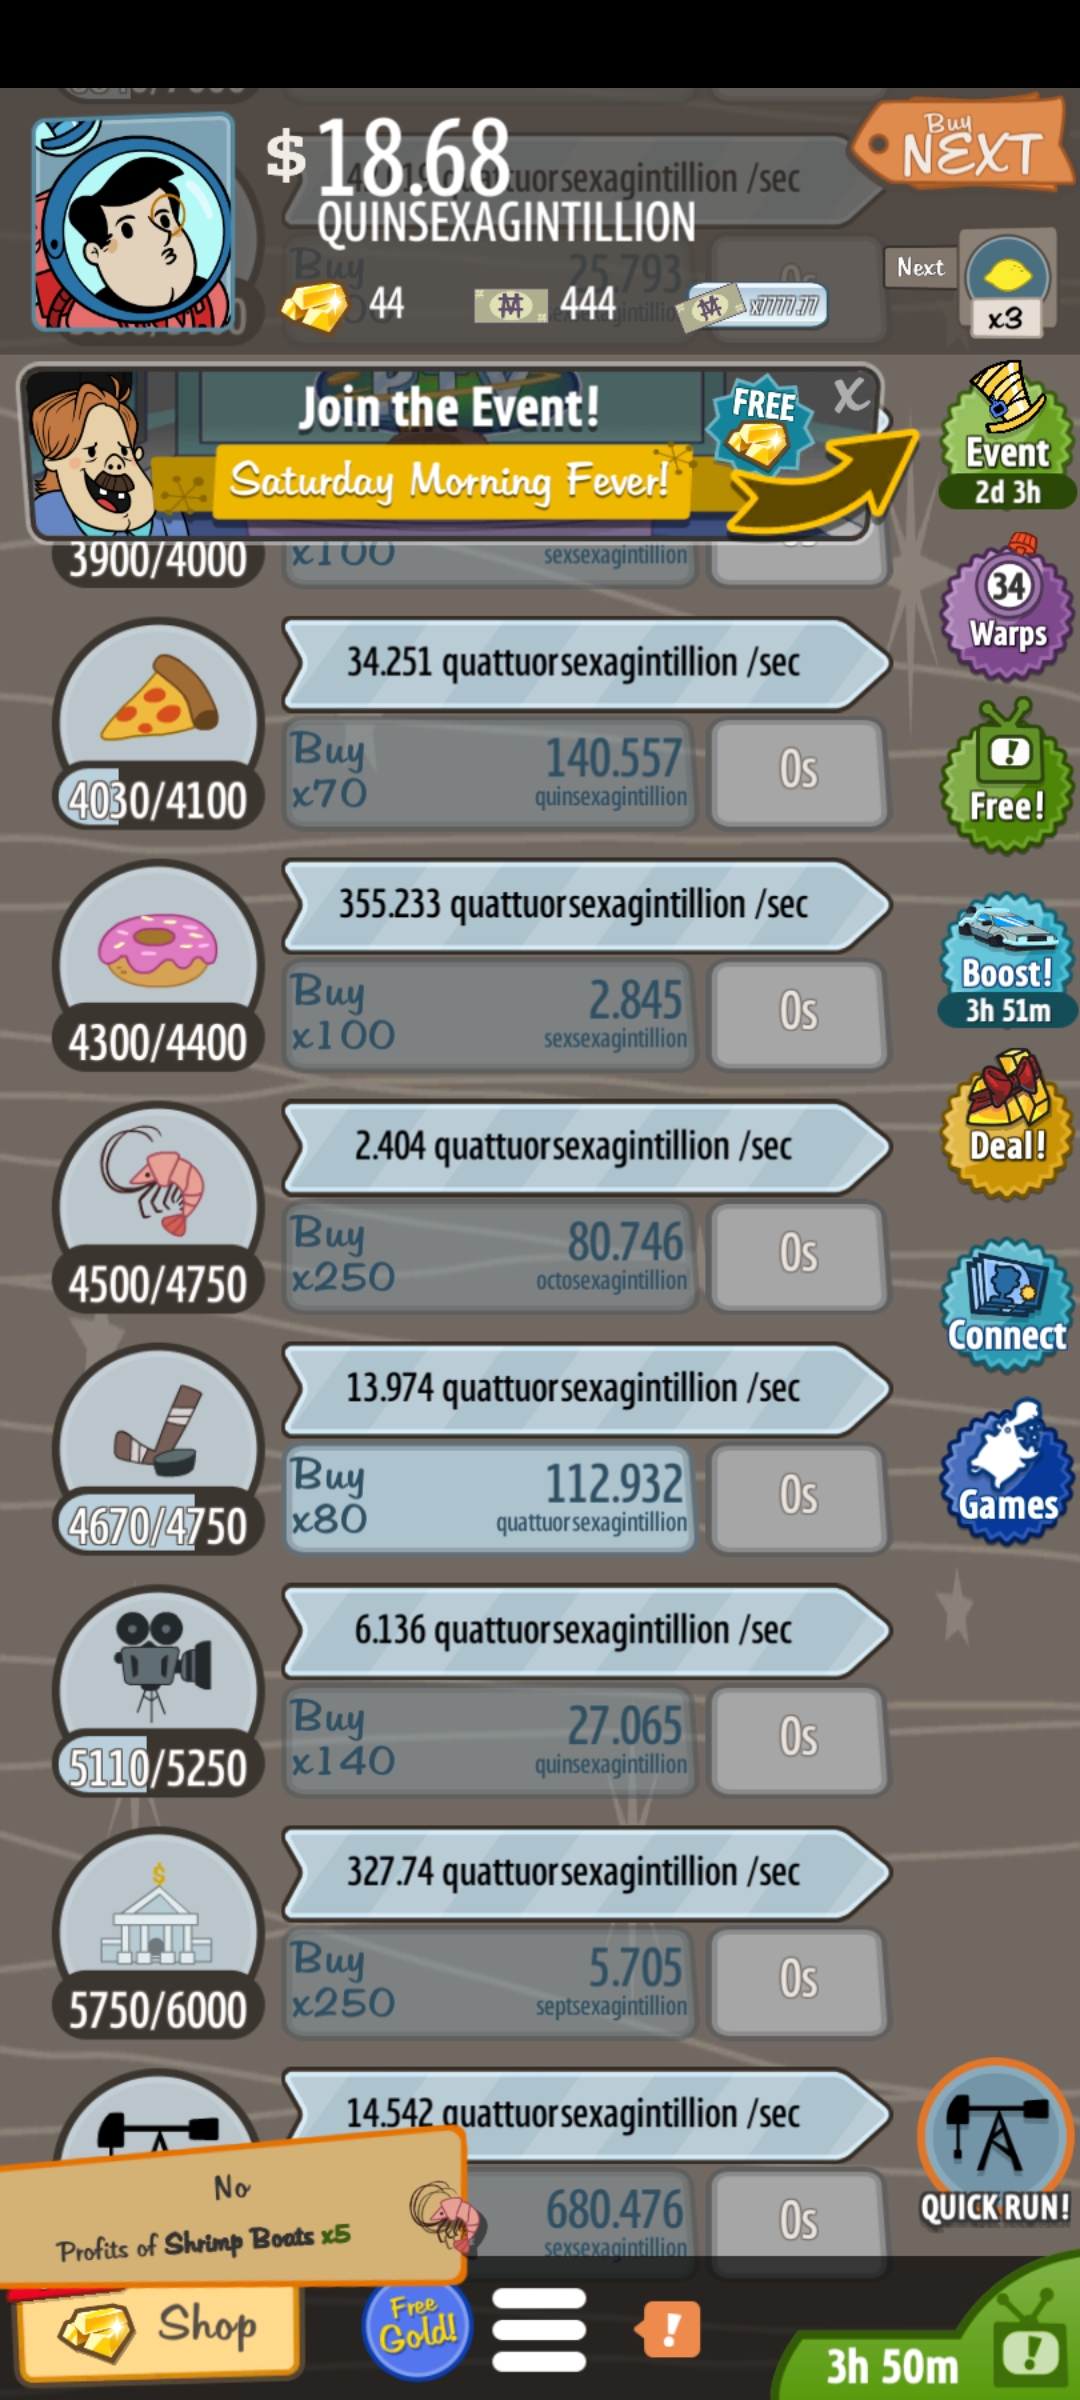 $18.68
QUINSEXAGINTILLION
Buy
NEXT
quattuorsexagintillion /sec
Buy
25.793
Next
x3
44
444
x7777.77
Join the Event!
FREE
X
Saturday Morning Fever!
Event
2d 3h
3900/4000
x100
sexsexagintillion
34
Warps
34.251 quattuorsexagintillion /sec
4030/4100
Buy
x70
140.557
quinsexagintillion
0s
!
Free!
355.233 quattuorsexagintillion /sec
4300/4400
Buy
x100
2.845
sexsexagintillion
0s
Boost!
3h 51m
2.404 quattuorsexagintillion /sec
4500/4750
Buy
x250
80.746
octosexagintillion
0s
Deal!
Connect
13.974 quattuorsexagintillion /sec
4670/4750
Buy
x80
112.932
quattuorsexagintillion
0s
Games
6.136 quattuorsexagintillion /sec
5110/5250
Buy
x140
27.065
quinsexagintillion
0s
327.74 quattuorsexagintillion /sec
$
5750/6000
Buy
x250
5.705
septsexagintillion
0s
14.542 quattuorsexagintillion /sec
680.476
sexsexagintillion
0s
QUICK RUN!
No
Profits of Shrimp Boats x5
Shop
Free
Gold!
!
3h 50m
!